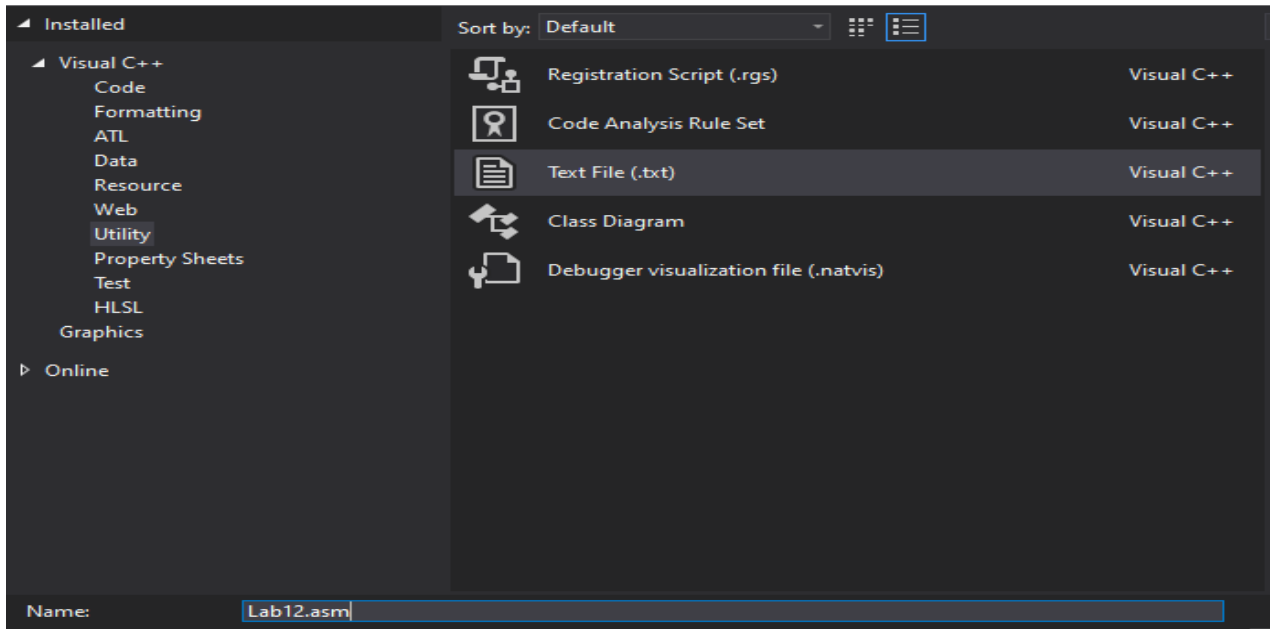 Installed
Visual C++
Code
Formatting
ATL
Data
Resource
Web
Utility
Property Sheets
Test
HLSL
Graphics
Online
Sort by: Default
Registration Script (.rgs) Visual C++
Code Analysis Rule Set Visual C++
Text File (.txt) Visual C++
Class Diagram Visual C++
Debugger visualization file (.natvis) Visual C++
Name: Lab12.asm